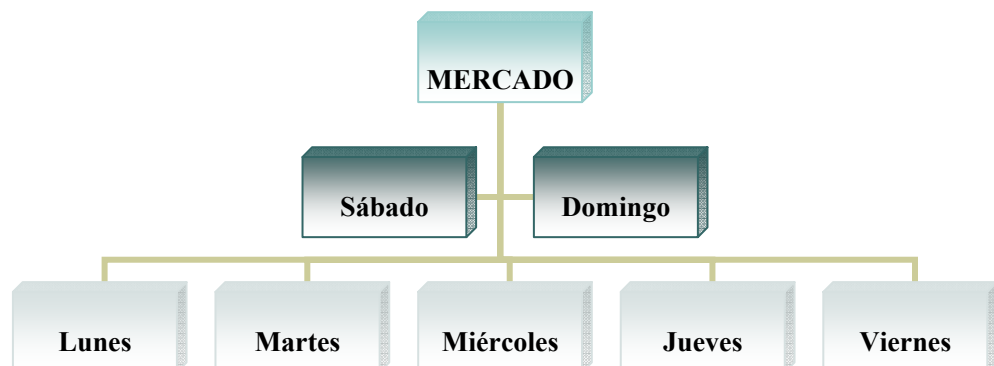 MERCADO
Sábado
Domingo
Lunes
Martes
Miércoles
Jueves
Viernes